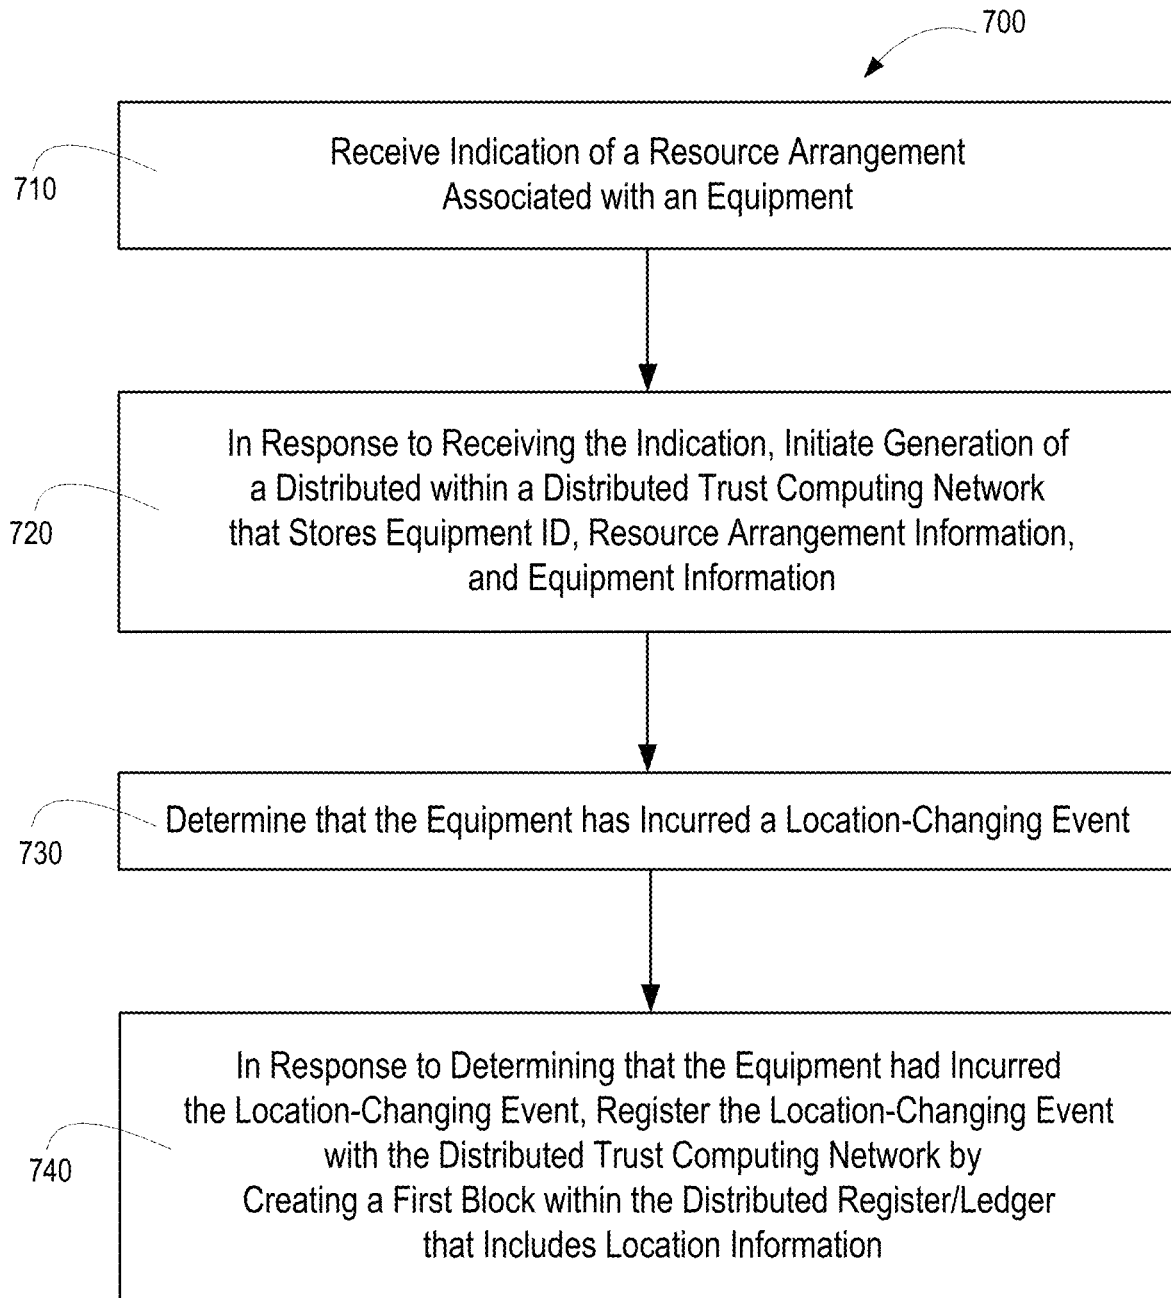 700
710
Receive Indication of a Resource Arrangement
Associated with an Equipment
720
In Response to Receiving the Indication, Initiate Generation of
a Distributed within a Distributed Trust Computing Network
that Stores Equipment ID, Resource Arrangement Information,
and Equipment Information
730
Determine that the Equipment has Incurred a Location-Changing Event
740
In Response to Determining that the Equipment had Incurred
the Location-Changing Event, Register the Location-Changing Event
with the Distributed Trust Computing Network by
Creating a First Block within the Distributed Register/Ledger
that Includes Location Information